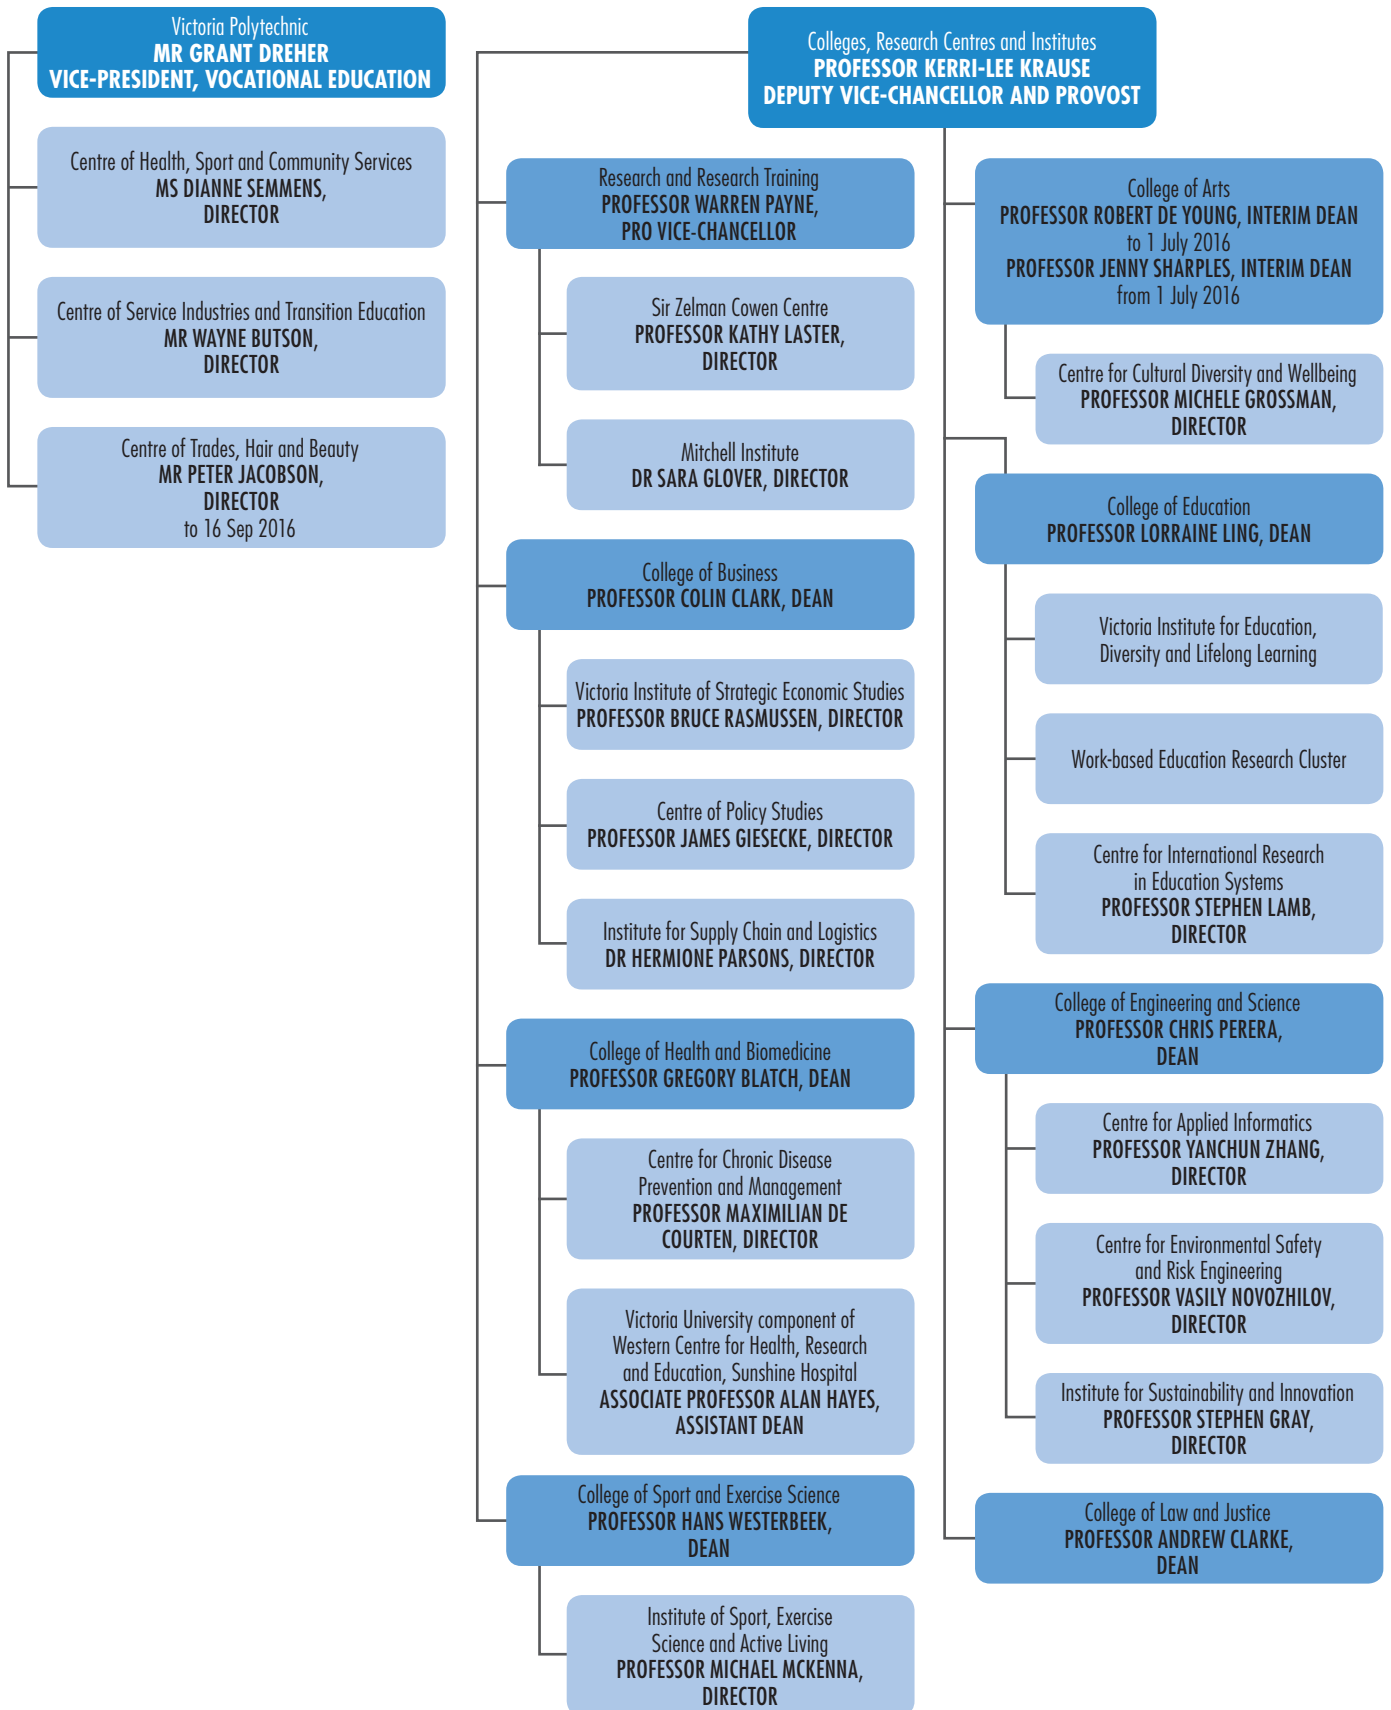 Victoria Polytechnic
MR GRANT DREHER
VICE-PRESIDENT, VOCATIONAL EDUCATION
Centre of Health, Sport and Community Services
MS DIANNE SEMMENS,
DIRECTOR
Centre of Service Industries and Transition Education
MR WAYNE BUTSON,
DIRECTOR
Centre of Trades, Hair and Beauty
MR PETER JACOBSON,
DIRECTOR
to 16 Sep 2016
Colleges, Research Centres and Institutes
PROFESSOR KERRI-LEE KRAUSE
DEPUTY VICE-CHANCELLOR AND PROVOST
Research and Research Training
PROFESSOR WARREN PAYNE,
PRO VICE-CHANCELLOR
Sir Zelman Cowen Centre
PROFESSOR KATHY LASTER,
DIRECTOR
Mitchell Institute
DR SARA GLOVER, DIRECTOR
College of Business
PROFESSOR COLIN CLARK, DEAN
Victoria Institute of Strategic Economic Studies
PROFESSOR BRUCE RASMUSSEN, DIRECTOR
Centre of Policy Studies
PROFESSOR JAMES GIESECKE, DIRECTOR
Institute for Supply Chain and Logistics
DR HERMIONE PARSONS, DIRECTOR
College of Health and Biomedicine
PROFESSOR GREGORY BLATCH, DEAN
Centre for Chronic Disease
Prevention and Management
PROFESSOR MAXIMILIAN DE
COURTEN, DIRECTOR
Victoria University component of
Western Centre for Health, Research
and Education, Sunshine Hospital
ASSOCIATE PROFESSOR ALAN HAYES,
ASSISTANT DEAN
College of Sport and Exercise Science
PROFESSOR HANS WESTERBEEK,
DEAN
Institute of Sport, Exercise
Science and Active Living
PROFESSOR MICHAEL MCKENNA,
DIRECTOR
College of Arts
PROFESSOR ROBERT DE YOUNG, INTERIM DEAN
to 1 July 2016
PROFESSOR JENNY SHARPLES, INTERIM DEAN
from 1 July 2016
Centre for Cultural Diversity and Wellbeing
PROFESSOR MICHELE GROSSMAN,
DIRECTOR
College of Education
PROFESSOR LORRAINE LING, DEAN
Victoria Institute for Education,
Diversity and Lifelong Learning
Work-based Education Research Cluster
Centre for International Research
in Education Systems
PROFESSOR STEPHEN LAMB,
DIRECTOR
College of Engineering and Science
PROFESSOR CHRIS PERERA,
DEAN
Centre for Applied Informatics
PROFESSOR YANCHUN ZHANG,
DIRECTOR
Centre for Environmental Safety
and Risk Engineering
PROFESSOR VASILY NOVOZHILOV,
DIRECTOR
Institute for Sustainability and Innovation
PROFESSOR STEPHEN GRAY,
DIRECTOR
College of Law and Justice
PROFESSOR ANDREW CLARKE,
DEAN